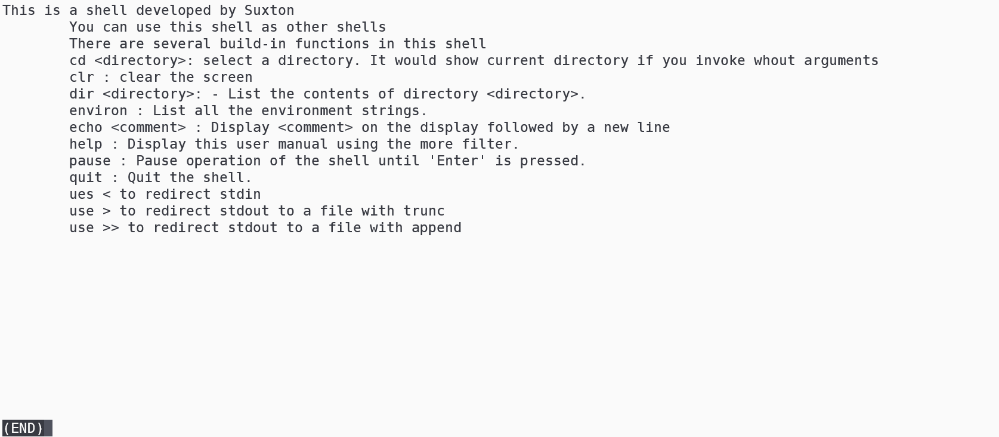 This is a shell developed by Suxton
You can use this shell as other shells
There are several build-in functions in this shell
cd <directory>: select a directory. It would show current directory if you invoke whout arguments
clr : clear the screen
dir <directory>: - List the contents of directory <directory>.
environ : List all the environment strings.
echo <comment> : Display <comment> on the display followed by a new line
help : Display this user manual using the more filter.
pause : Pause operation of the shell until 'Enter' is pressed.
quit : Quit the shell.
ues < to redirect stdin
use > to redirect stdout to a file with trunc
use >> to redirect stdout to a file with append
(END)